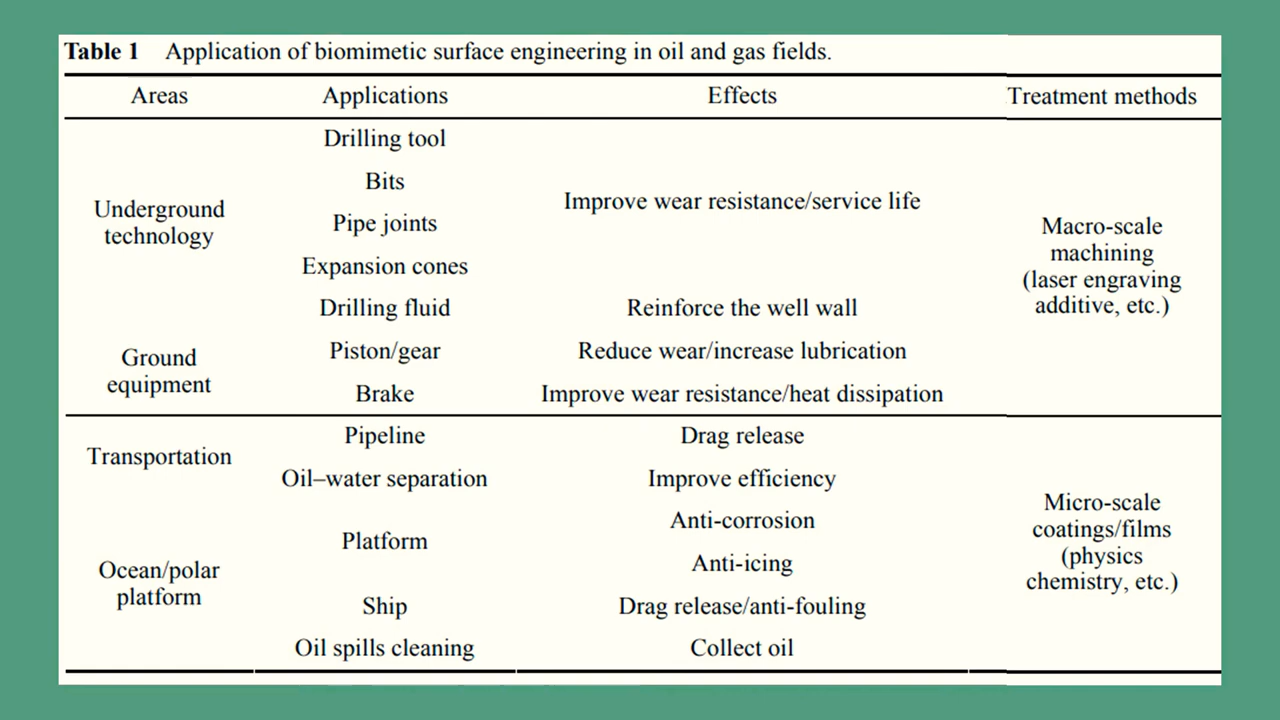 Table 1 Application of biomimetic surface engineering in oil and gas fields.
Areas Applications Effects Treatment methods
Underground
technology
Drilling tool
Bits
Pipe joints
Expansion cones
Improve wear resistance/service life
Drilling fluid Reinforce the well wall
Ground
equipment
Piston/gear Reduce wear/increase lubrication
Brake Improve wear resistance/heat dissipation
Macro-scale
machining
(laser engraving
additive, etc.)
Transportation
Pipeline Drag release
Oil–water separation Improve efficiency
Ocean/polar
platform
Platform
Anti-corrosion
Anti-icing
Ship Drag release/anti-fouling
Oil spills cleaning Collect oil
Micro-scale
coatings/films
(physics
chemistry, etc.)